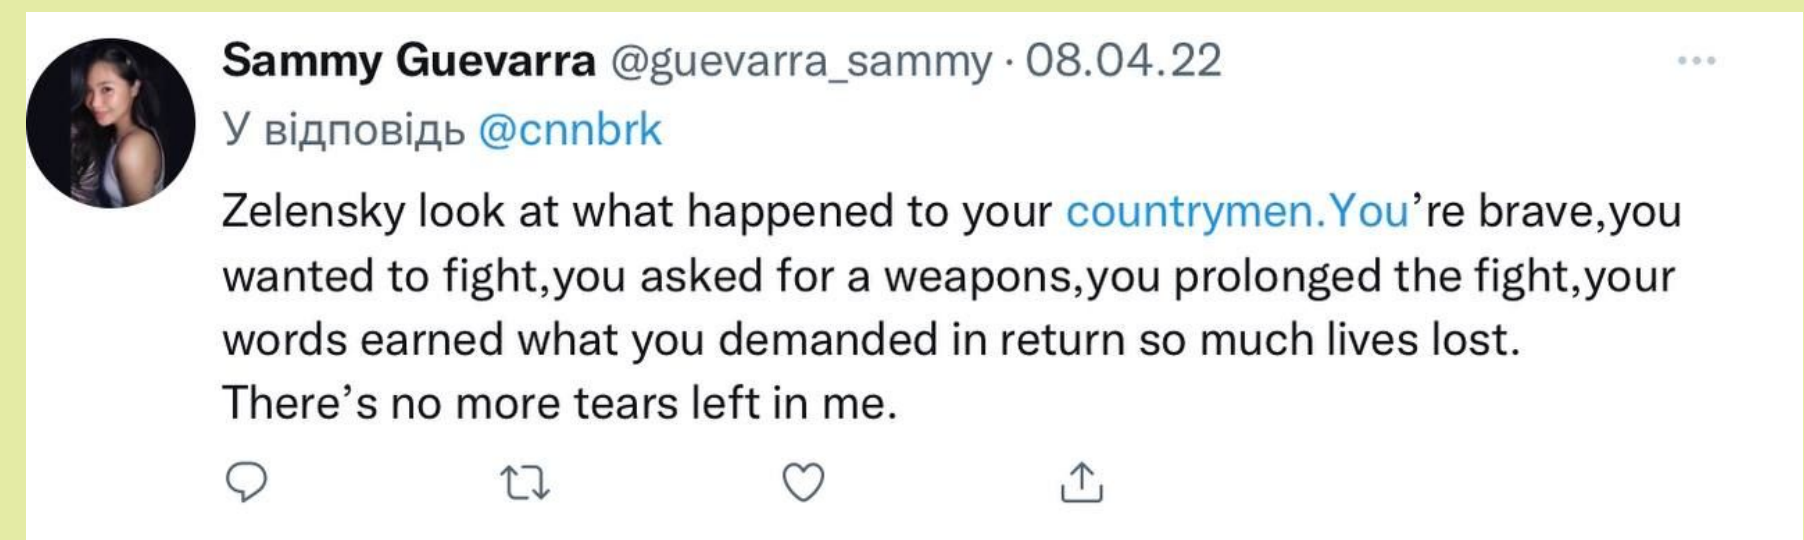 Sammy Guevarra @guevarra_sammy · 08.04.22
У відповідь @cnnbrk
Zelensky look at what happened to your countrymen.You’re brave,you
wanted to fight,you asked for a weapons,you prolonged the fight,your
words earned what you demanded in return so much lives lost.
There’s no more tears left in me.